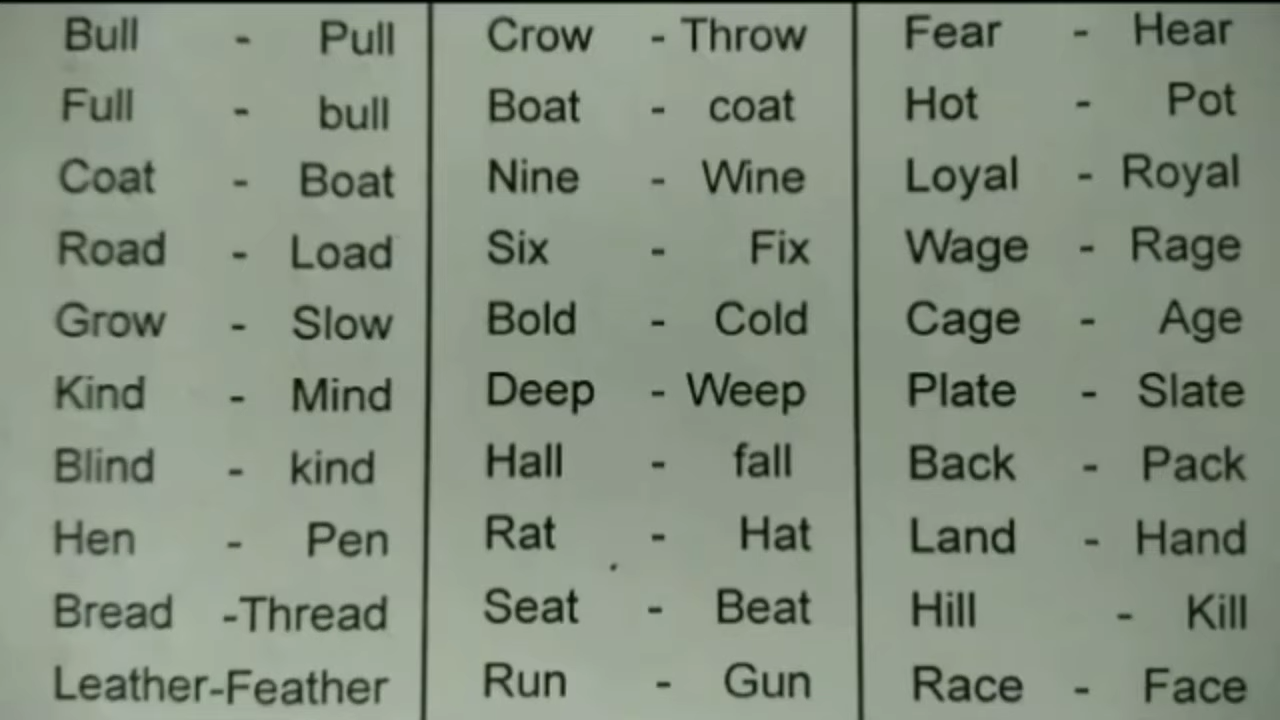 Bull - Pull
Full - bull
Coat - Boat
Road - Load
Grow - Slow
Kind - Mind
Blind - kind
Hen - Pen
Bread -Thread
Leather-Feather
Crow - Throw
Boat - coat
Nine - Wine
Six - Fix
Bold - Cold
Deep - Weep
Hall - fall
Rat - Hat
Seat - Beat
Run - Gun
Fear - Hear
Hot - Pot
Loyal - Royal
Wage - Rage
Cage - Age
Plate - Slate
Back - Pack
Land - Hand
Hill - Kill
Race - Face